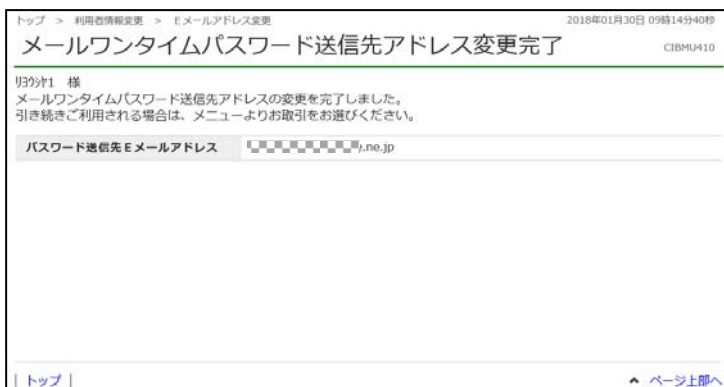 トップ > 利用者情報変更 > Eメールアドレス変更
2018年01月30日 09時14分40秒
メールワンタイムパスワード送信先アドレス変更完了
CIBMU410
ﾘﾖｳｼﾔ1 様
メールワンタイムパスワード送信先アドレスの変更を完了しました。
引き続きご利用される場合は、メニューよりお取引をお選びください。
パスワード送信先Eメールアドレス .ne.jp
| トップ |
ページ上部へ